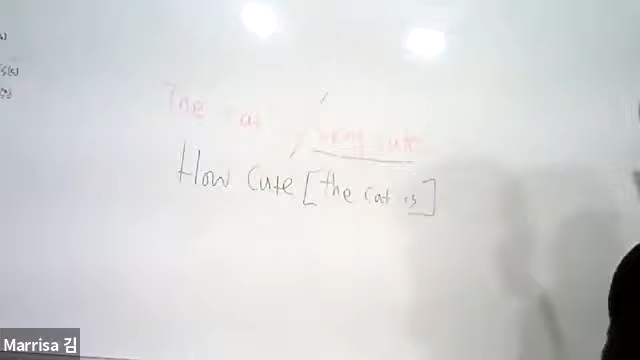 The cat very cute
How cute [the cat is]
Marrisa 김